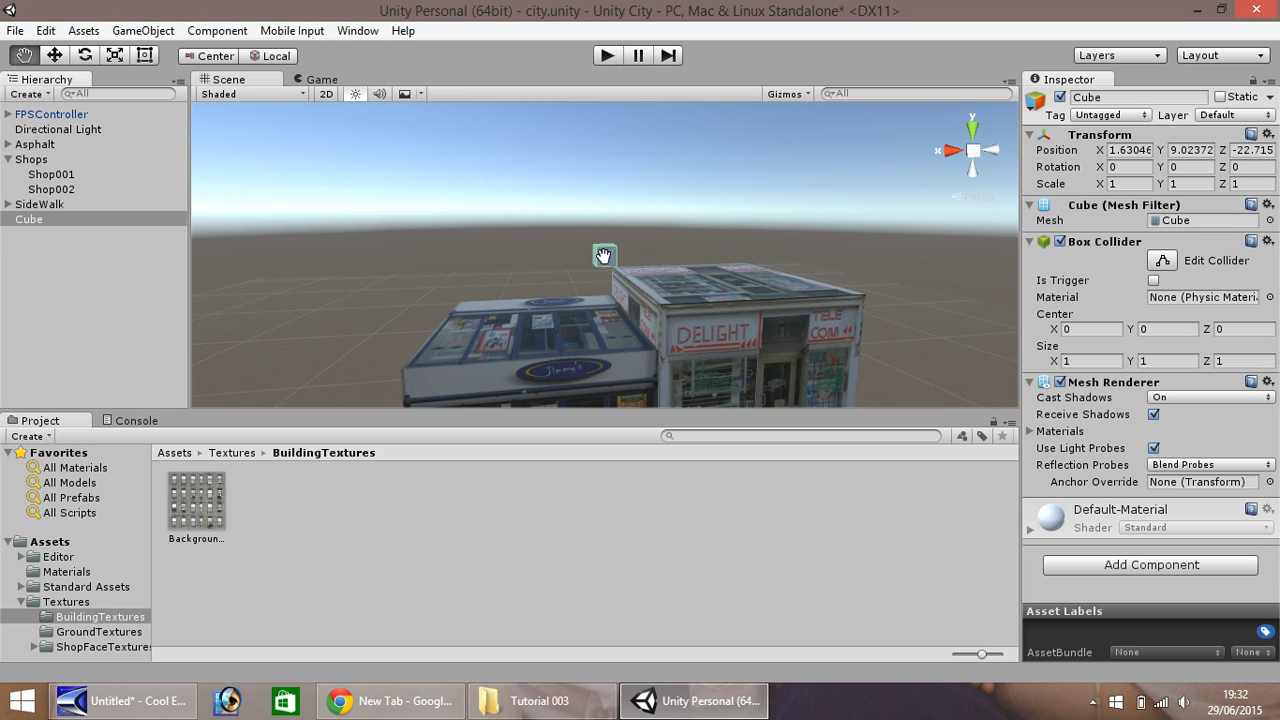 Unity Personal (64bit) - city.unity - Unity City - PC, Mac & Linux Standalone* <DX11>
File Edit Assets GameObject Component Mobile Input Window Help
Center Local Layers Layout
Hierarchy
Create All
FPSController
Directional Light
Asphalt
Shops
Shop001
Shop002
SideWalk
Cube
Scene Game
Shaded 2D Gizmos All
y
x
Persp
DELIGHT
TELE
COM
Jimmy's
Inspector
Cube Static
Tag Untagged Layer Default
Transform
Position X 1.63046 Y 9.02372 Z -22.715
Rotation X 0 Y 0 Z 0
Scale X 1 Y 1 Z 1
Cube (Mesh Filter)
Mesh Cube
Box Collider
Edit Collider
Is Trigger
Material None (Physic Materi
Center
X 0 Y 0 Z 0
Size
X 1 Y 1 Z 1
Mesh Renderer
Cast Shadows On
Receive Shadows
Materials
Use Light Probes
Reflection Probes Blend Probes
Anchor Override None (Transform)
Default-Material
Shader Standard
Add Component
Asset Labels
AssetBundle None None
Project Console
Create
Favorites
All Materials
All Models
All Prefabs
All Scripts
Assets
Editor
Materials
Standard Assets
Textures
BuildingTextures
GroundTextures
ShopFaceTextures
Assets Textures BuildingTextures
Backgroun...
Untitled* - Cool E... New Tab - Googl... Tutorial 003 Unity Personal (64...
19:32
29/06/2015